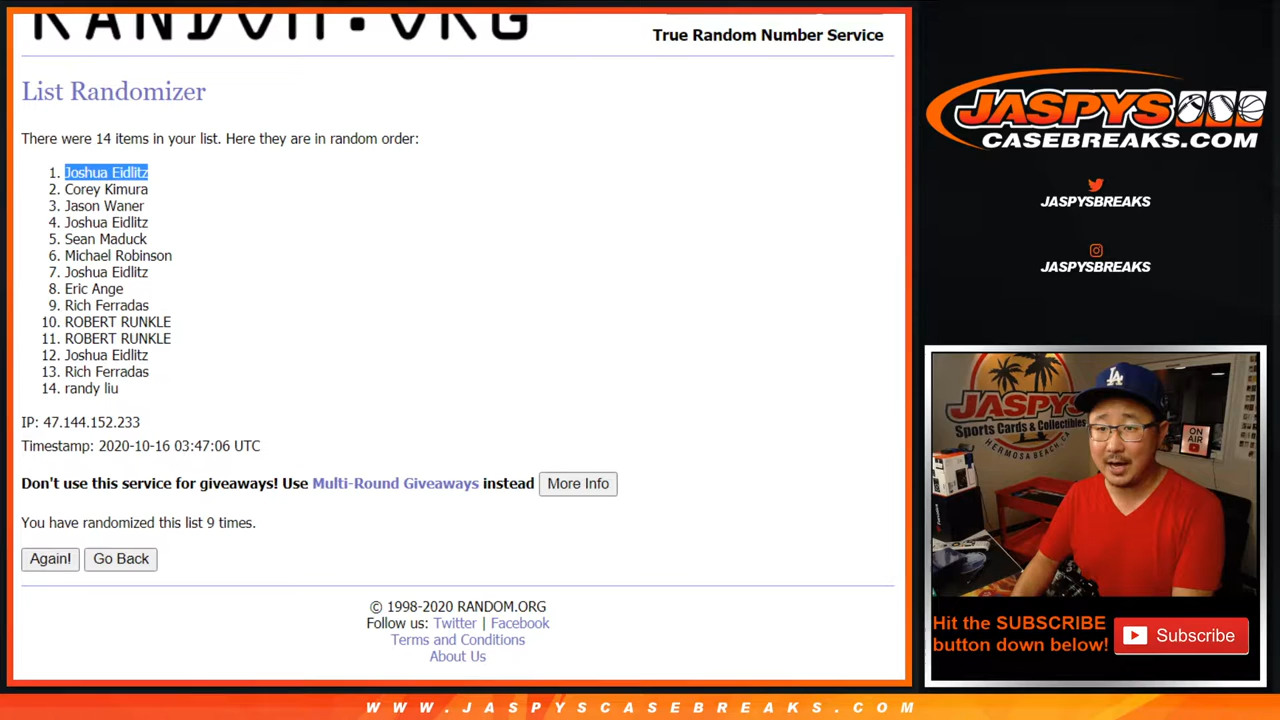 RANDOM.ORG
True Random Number Service
List Randomizer
There were 14 items in your list. Here they are in random order:
1. Joshua Eidlitz
2. Corey Kimura
3. Jason Waner
4. Joshua Eidlitz
5. Sean Maduck
6. Michael Robinson
7. Joshua Eidlitz
8. Eric Ange
9. Rich Ferradas
10. ROBERT RUNKLE
11. ROBERT RUNKLE
12. Joshua Eidlitz
13. Rich Ferradas
14. randy liu
IP: 47.144.152.233
Timestamp: 2020-10-16 03:47:06 UTC
Don't use this service for giveaways! Use Multi-Round Giveaways instead More Info
You have randomized this list 9 times.
Again! Go Back
© 1998-2020 RANDOM.ORG
Follow us: Twitter | Facebook
Terms and Conditions
About Us
JASPYS
CASEBREAKS.COM
JASPYSBREAKS
JASPYSBREAKS
JASPYS
Sports Cards & Collectibles
HERMOSA BEACH, CA
LA
ON
AIR
Hit the SUBSCRIBE
button down below!
Subscribe
WWW.JASPYSCASEBREAKS.COM